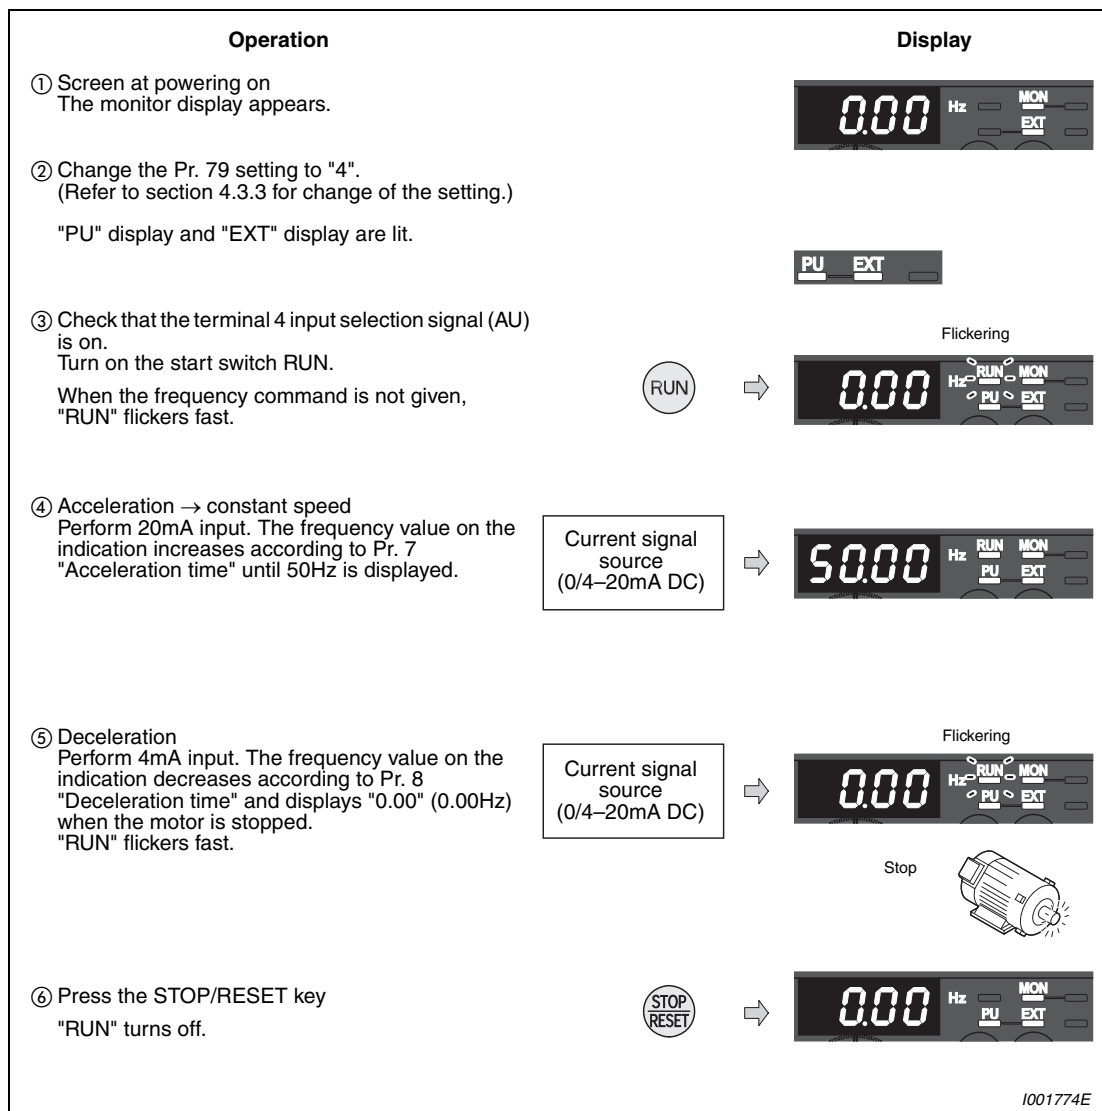 Operation
Display
① Screen at powering on
The monitor display appears.
0.00 Hz MON
EXT
② Change the Pr. 79 setting to "4".
(Refer to section 4.3.3 for change of the setting.)
"PU" display and "EXT" display are lit.
PU EXT
③ Check that the terminal 4 input selection signal (AU)
is on.
Turn on the start switch RUN.
When the frequency command is not given,
"RUN" flickers fast.
RUN
Flickering
0.00 Hz RUN MON
PU EXT
④ Acceleration → constant speed
Perform 20mA input. The frequency value on the
indication increases according to Pr. 7
"Acceleration time" until 50Hz is displayed.
Current signal
source
(0/4–20mA DC)
50.00 Hz RUN MON
PU EXT
⑤ Deceleration
Perform 4mA input. The frequency value on the
indication decreases according to Pr. 8
"Deceleration time" and displays "0.00" (0.00Hz)
when the motor is stopped.
"RUN" flickers fast.
Current signal
source
(0/4–20mA DC)
Flickering
0.00 Hz RUN MON
PU EXT
Stop
⑥ Press the STOP/RESET key
"RUN" turns off.
STOP
RESET
0.00 Hz MON
PU EXT
I001774E